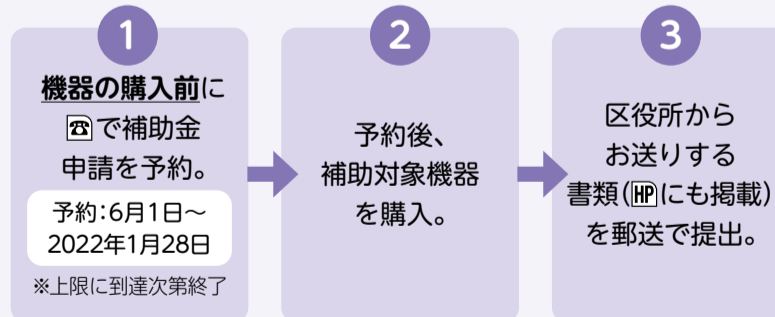 1
機器の購入前に
☎で補助金
申請を予約。
予約：6月1日～
2022年1月28日
※上限に到達次第終了
2
予約後、
補助対象機器
を購入。
3
区役所から
お送りする
書類（HPにも掲載）
を郵送で提出。